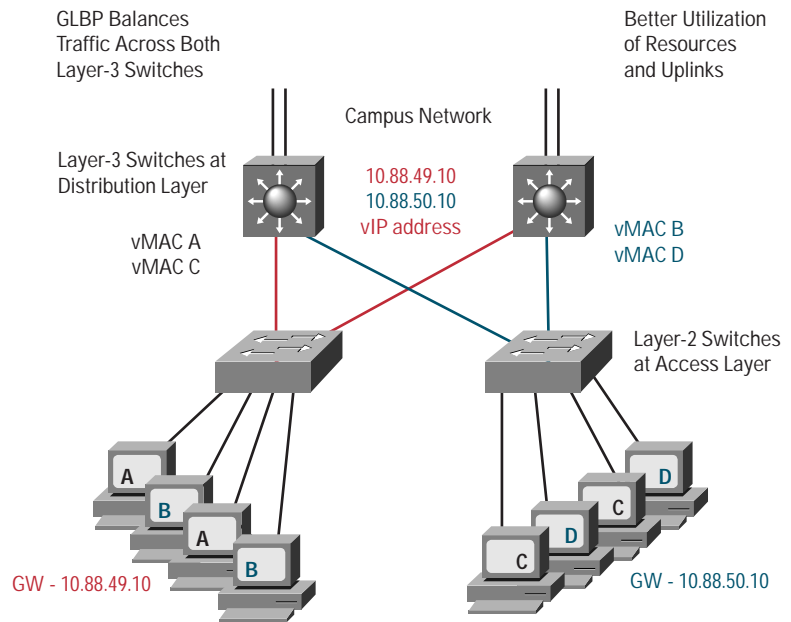 GLBP Balances
Traffic Across Both
Layer-3 Switches
Better Utilization
of Resources
and Uplinks
Campus Network
Layer-3 Switches at
Distribution Layer
10.88.49.10
10.88.50.10
vIP address
vMAC A
vMAC C
vMAC B
vMAC D
Layer-2 Switches
at Access Layer
A
B
A
B
D
C
D
C
GW - 10.88.49.10
GW - 10.88.50.10